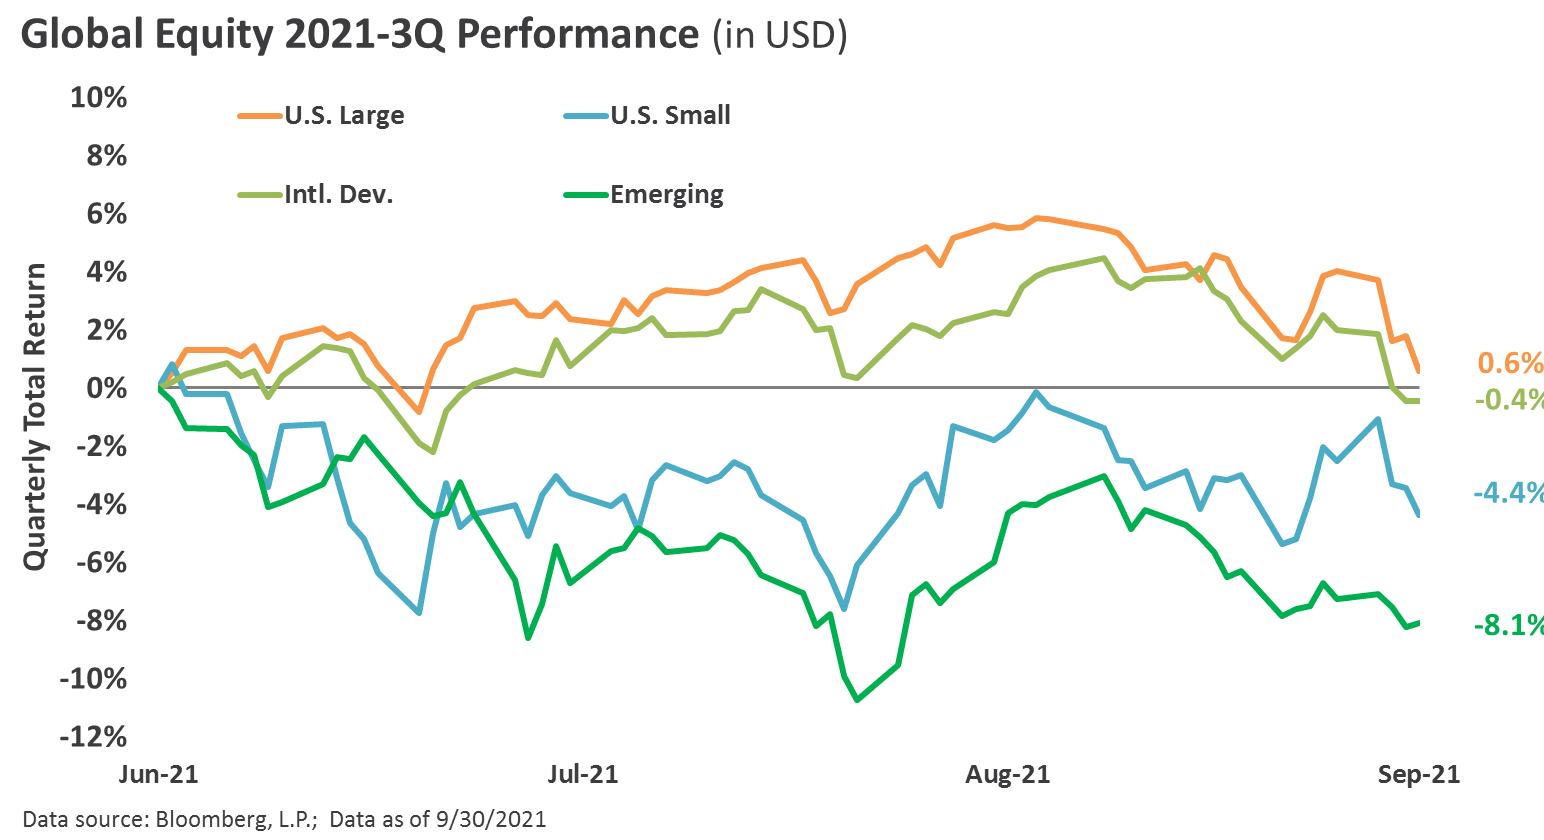 Global Equity 2021-3Q Performance (in USD)
10%
U.S. Large
U.S. Small
8%
Intl. Dev.
Emerging
6%
4%
2%
0%
-2%
-4%
-6%
-8%
-10%
-12%
Quarterly Total Return
0.6%
-0.4%
-4.4%
-8.1%
Jun-21
Jul-21
Aug-21
Sep-21
Data source: Bloomberg, L.P.; Data as of 9/30/2021